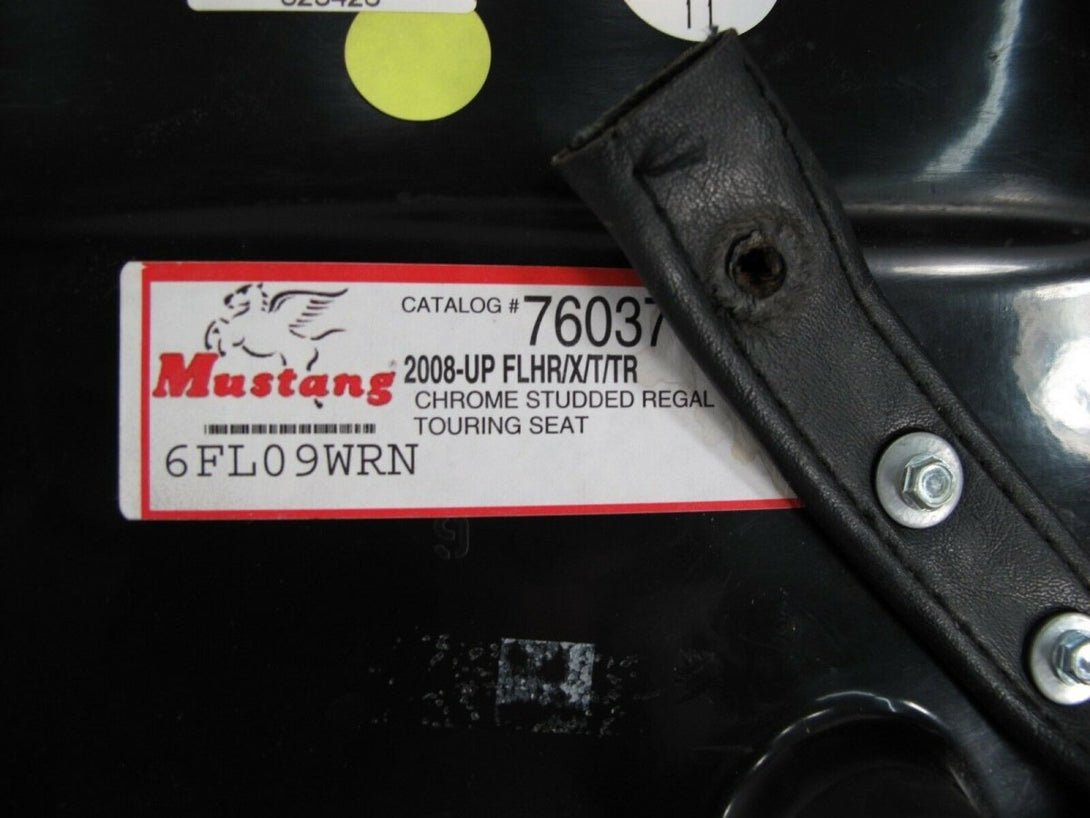 CATALOG # 76037
Mustang
2008-UP FLHR/X/T/TR
CHROME STUDDED REGAL
TOURING SEAT
6FL09WRN